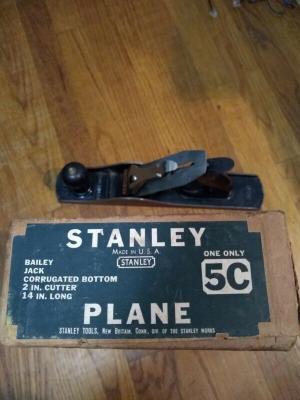 STANLEY
MADE IN U.S.A.
STANLEY
BAILEY
JACK
CORRUGATED BOTTOM
2 IN. CUTTER
14 IN. LONG
ONE ONLY
5C
PLANE
STANLEY TOOLS, NEW BRITAIN, CONN., DIV. OF THE STANLEY WORKS